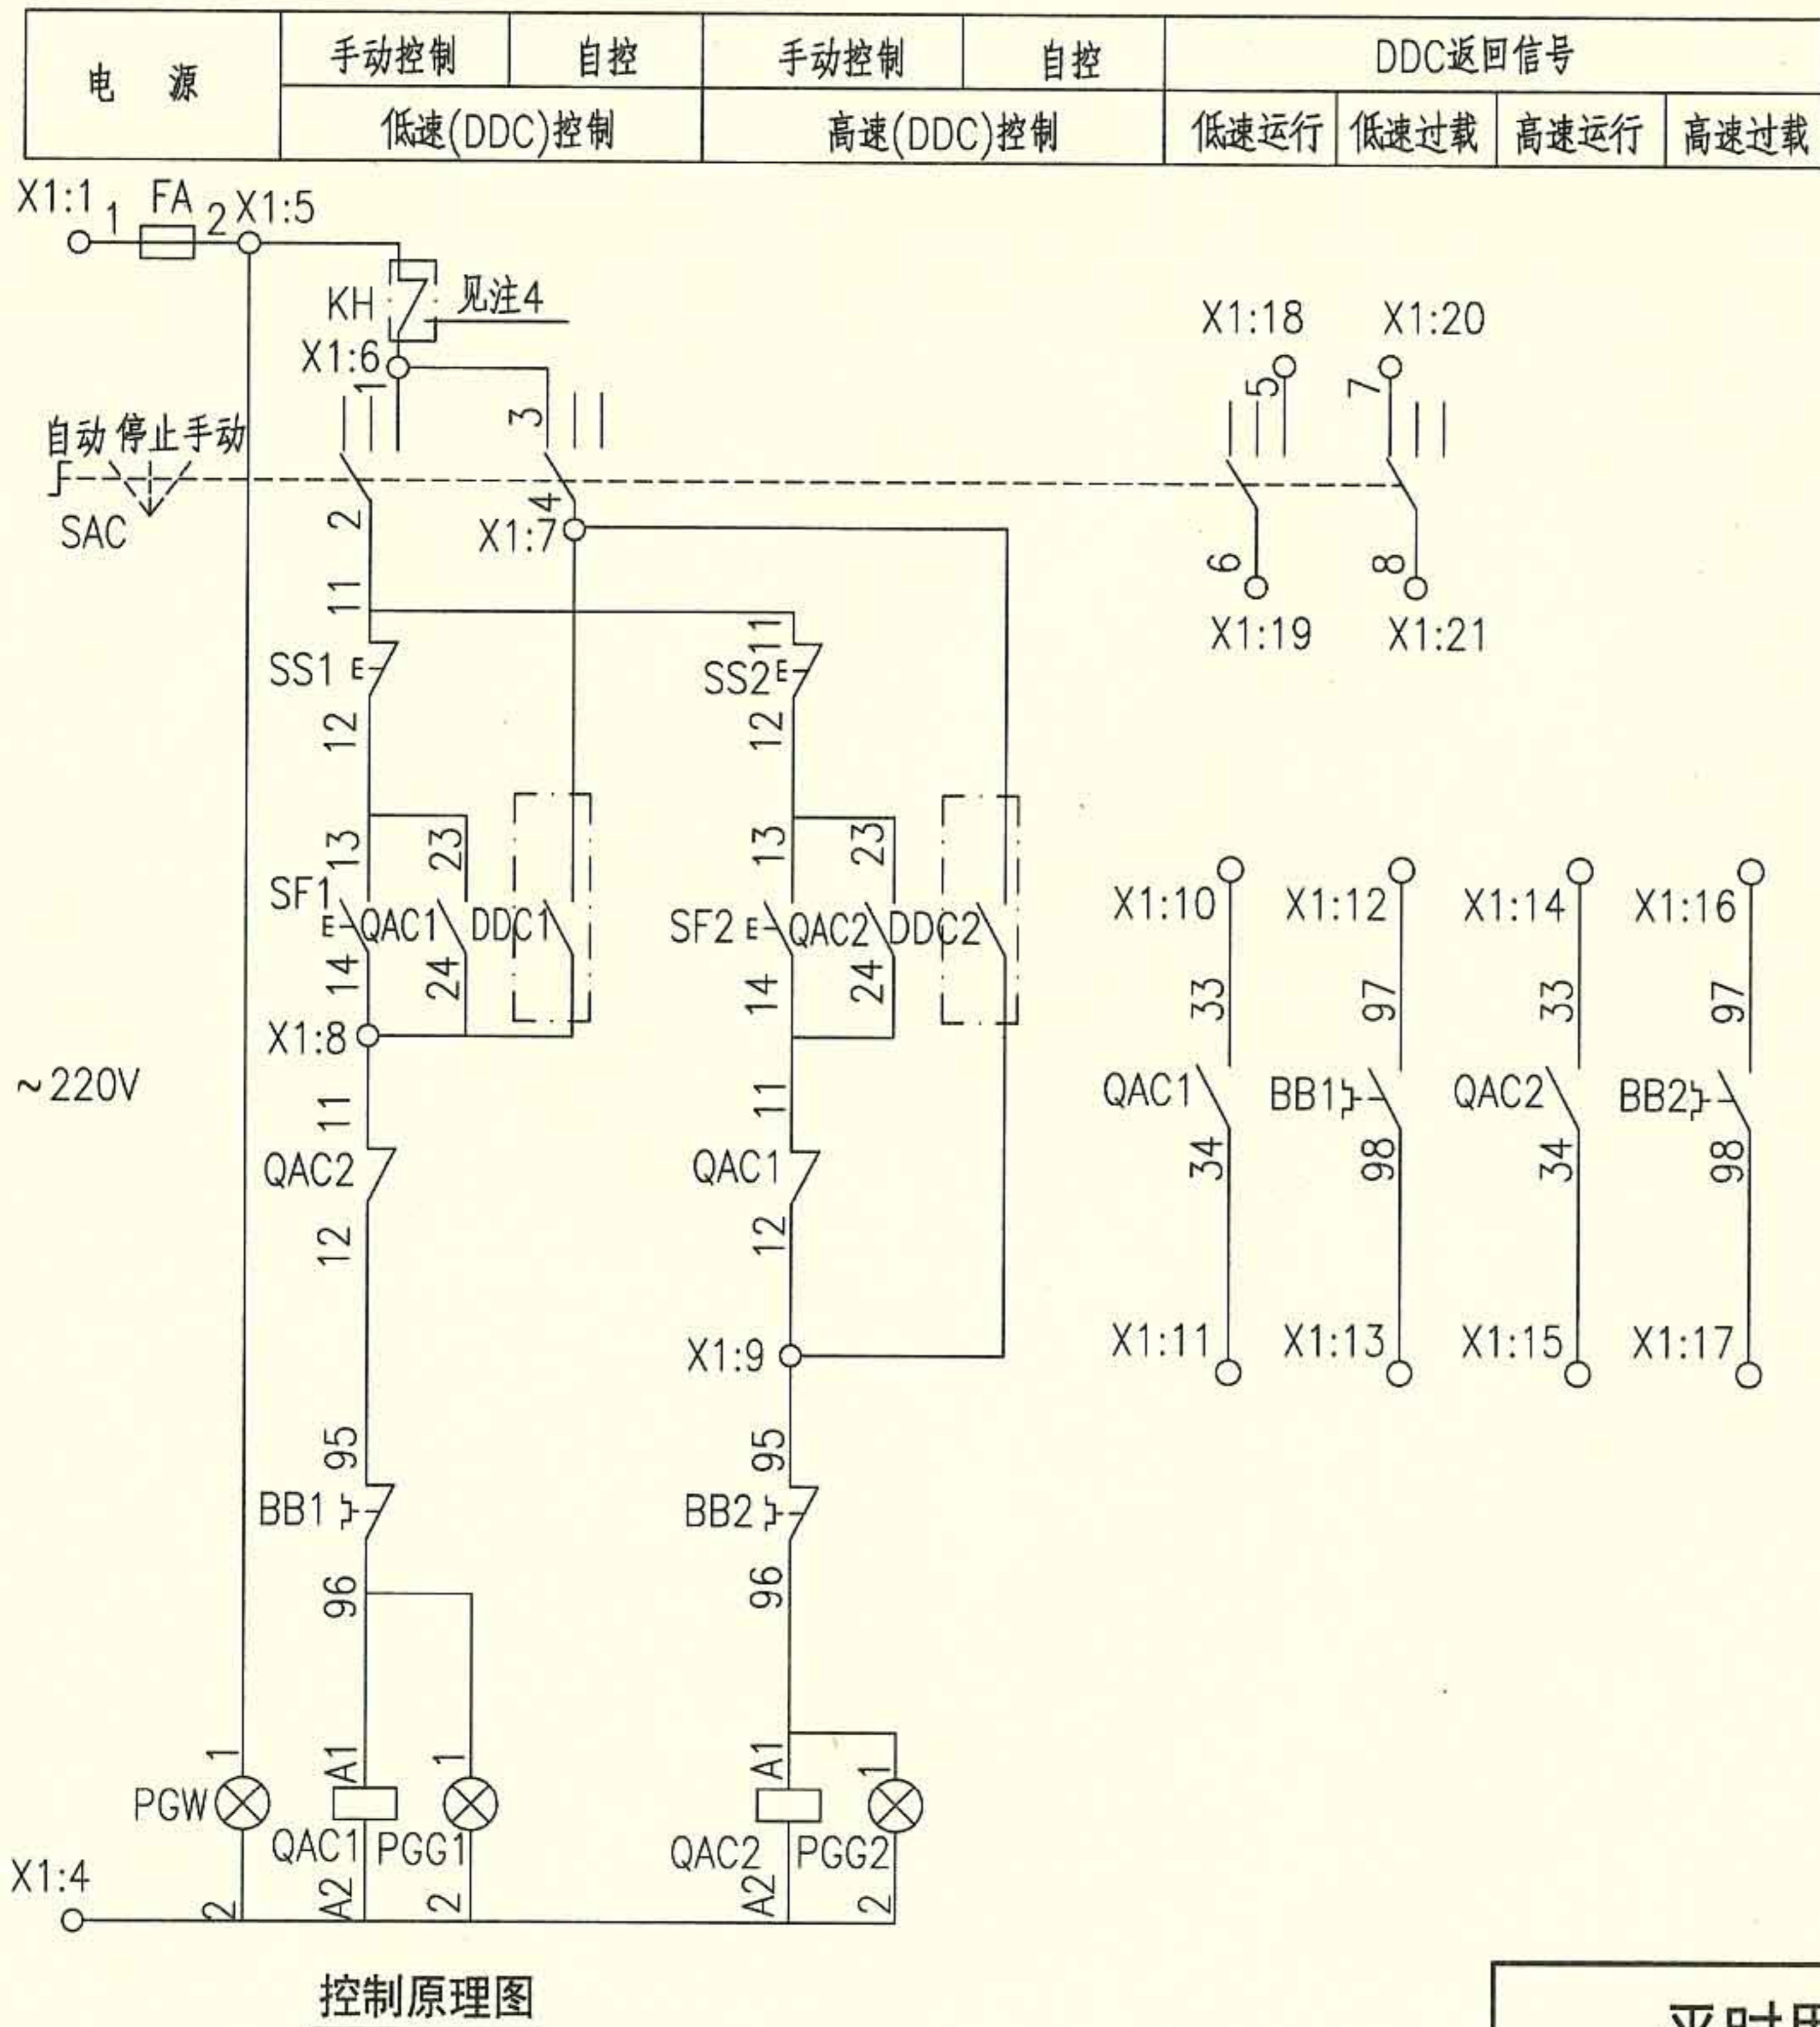 电 源 手动控制 自控 手动控制 自控 DDC返回信号
低速(DDC)控制 高速(DDC)控制 低速运行 低速过载 高速运行 高速过载
X1:1 1 FA 2 X1:5
KH 见注4
X1:6 X1:18 X1:20
1 3 5 7
自动 停止 手动
SAC
2 4 6 8
X1:7
X1:19 X1:21
11 11
SS1 E SS2 E
12 12
13 23 13 23
SF1 E QAC1 DDC1 SF2 E QAC2 DDC2
X1:10 X1:12 X1:14 X1:16
14 24 14 24
33 97 33 97
X1:8
~220V
11 11
QAC1 BB1 QAC2 BB2
34 98 34 98
QAC2 QAC1
12 12
X1:9
X1:11 X1:13 X1:15 X1:17
95 95
BB1 BB2
96 96
1 A1 1 A1 1
PGW
QAC1 PGG1 QAC2 PGG2
X1:4
2 A2 2 A2 2
控制原理图